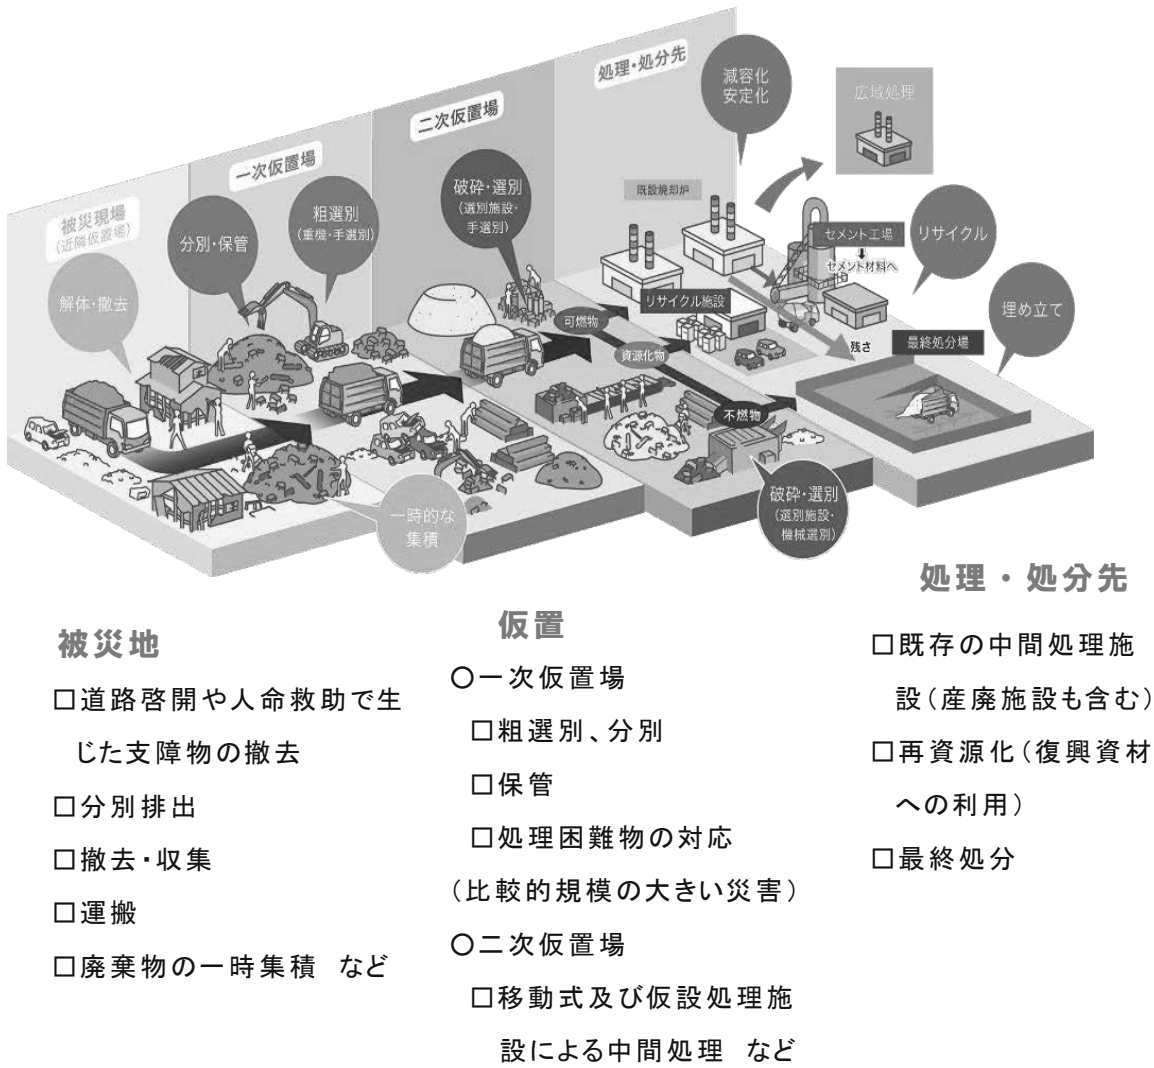 処理・処分先
減容化
安定化
広域処理
二次仮置場
一次仮置場
被災現場
(近隣仮置場)
破砕・選別
(選別施設・
手選別)
粗選別
(重機・手選別)
分別・保管
解体・撤去
既設焼却炉
セメント工場
セメント材料へ
リサイクル
リサイクル施設
埋め立て
可燃物
資源化物
残さ
最終処分場
不燃物
破砕・選別
(選別施設・
機械選別)
一時的な
集積
被災地
□道路啓開や人命救助で生
じた支障物の撤去
□分別排出
□撤去・収集
□運搬
□廃棄物の一時集積 など
仮置
○一次仮置場
□粗選別、分別
□保管
□処理困難物の対応
(比較的規模の大きい災害)
○二次仮置場
□移動式及び仮設処理施
設による中間処理 など
処理・処分先
□既存の中間処理施
設(産廃施設も含む)
□再資源化(復興資材
への利用)
□最終処分